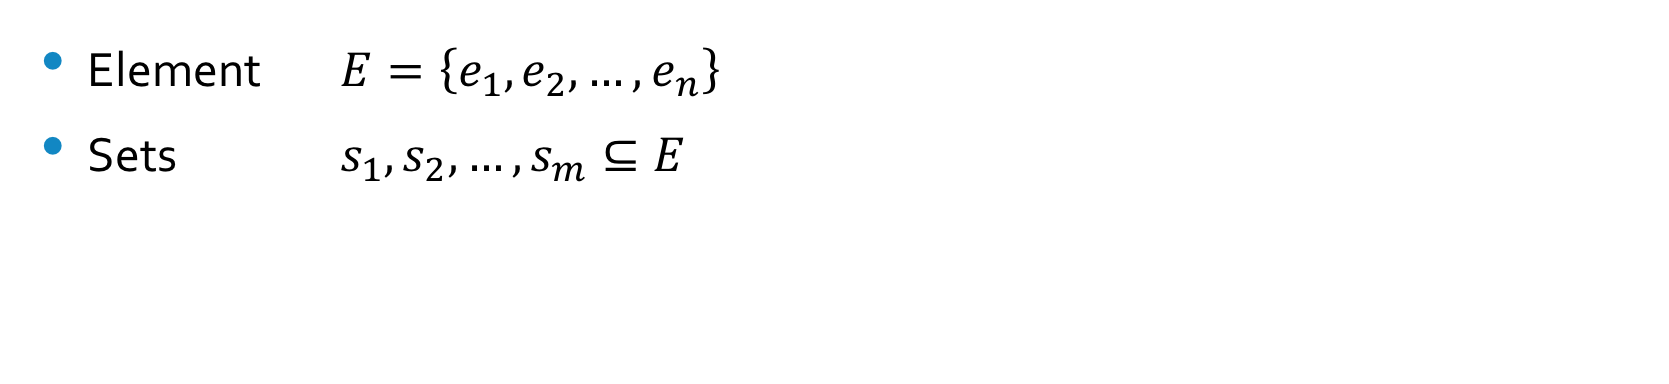 • Element E = {e₁, e₂, … , eₙ}
• Sets s₁, s₂, … , sₘ ⊆ E